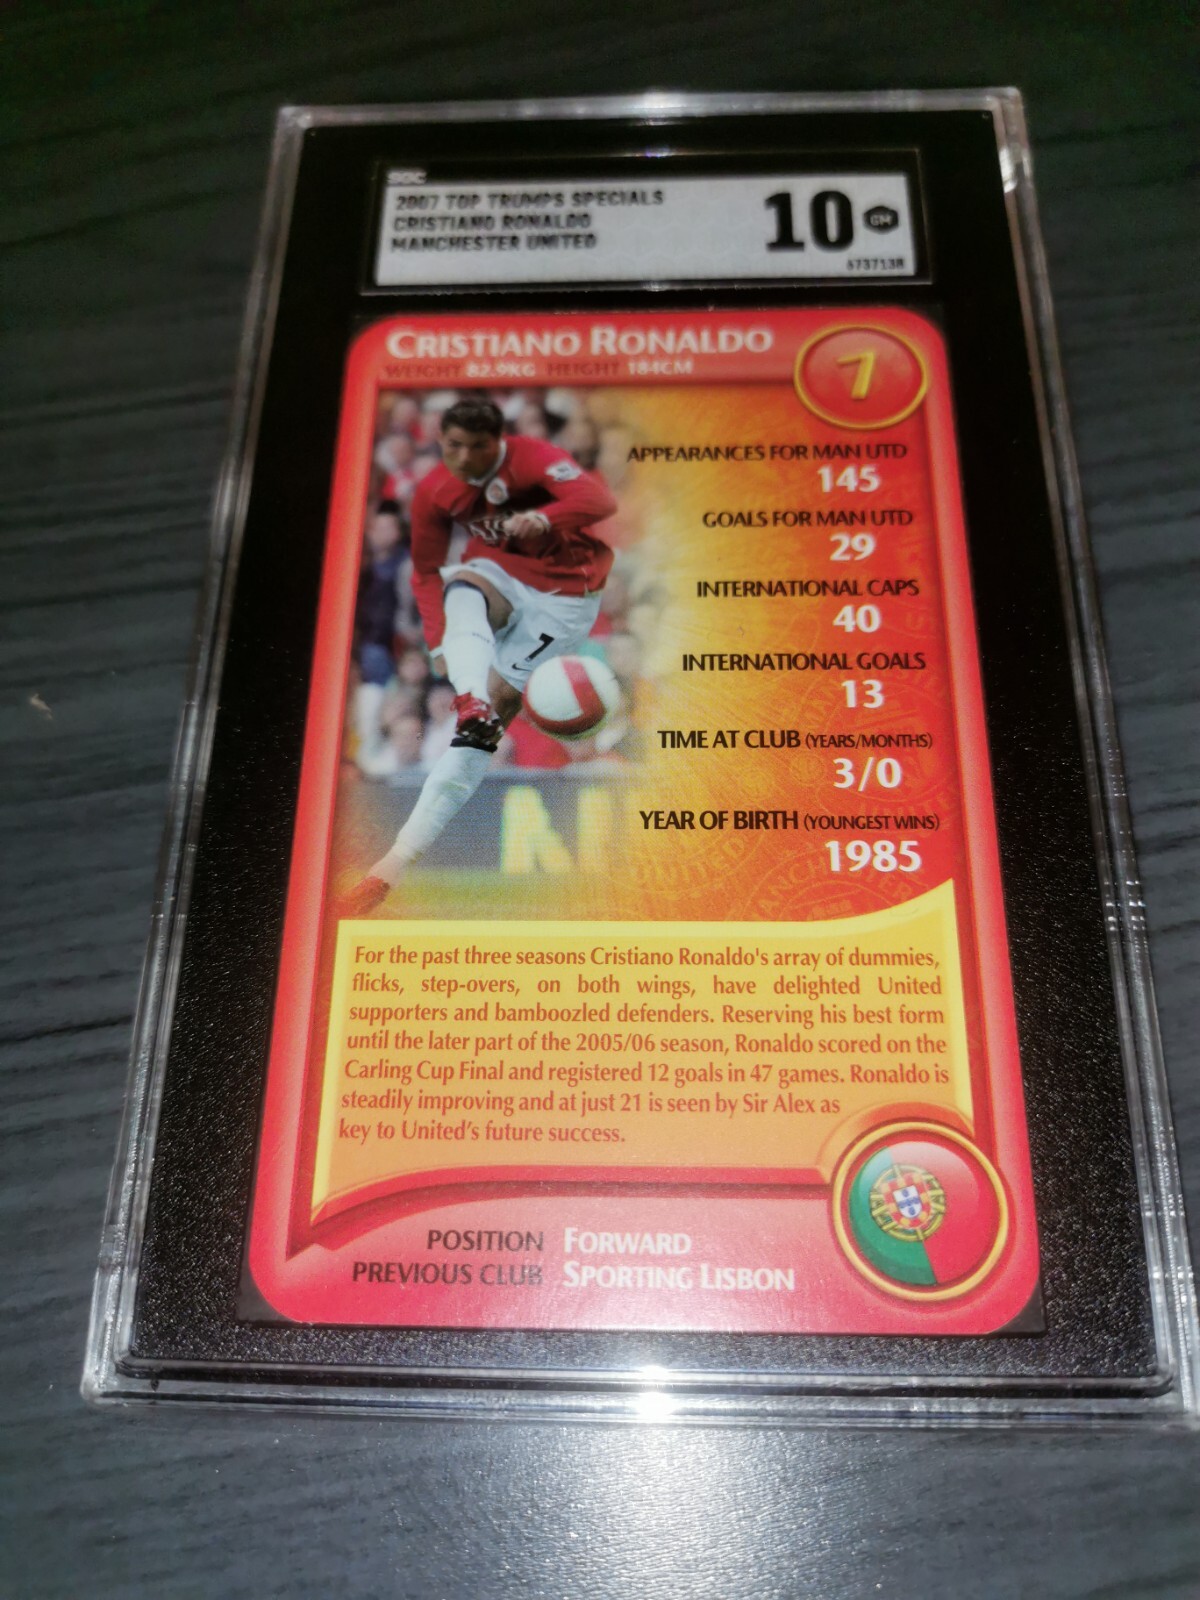 SGC
2007 TOP TRUMPS SPECIALS
CRISTIANO RONALDO
MANCHESTER UNITED
10 GM
CRISTIANO RONALDO
WEIGHT 82.9KG HEIGHT 184CM
7
APPEARANCES FOR MAN UTD
145
GOALS FOR MAN UTD
29
INTERNATIONAL CAPS
40
INTERNATIONAL GOALS
13
TIME AT CLUB (YEARS/MONTHS)
3/0
YEAR OF BIRTH (YOUNGEST WINS)
1985
7
For the past three seasons Cristiano Ronaldo's array of dummies,
flicks, step-overs, on both wings, have delighted United
supporters and bamboozled defenders. Reserving his best form
until the later part of the 2005/06 season, Ronaldo scored on the
Carling Cup Final and registered 12 goals in 47 games. Ronaldo is
steadily improving and at just 21 is seen by Sir Alex as
key to United's future success.
POSITION FORWARD
PREVIOUS CLUB SPORTING LISBON